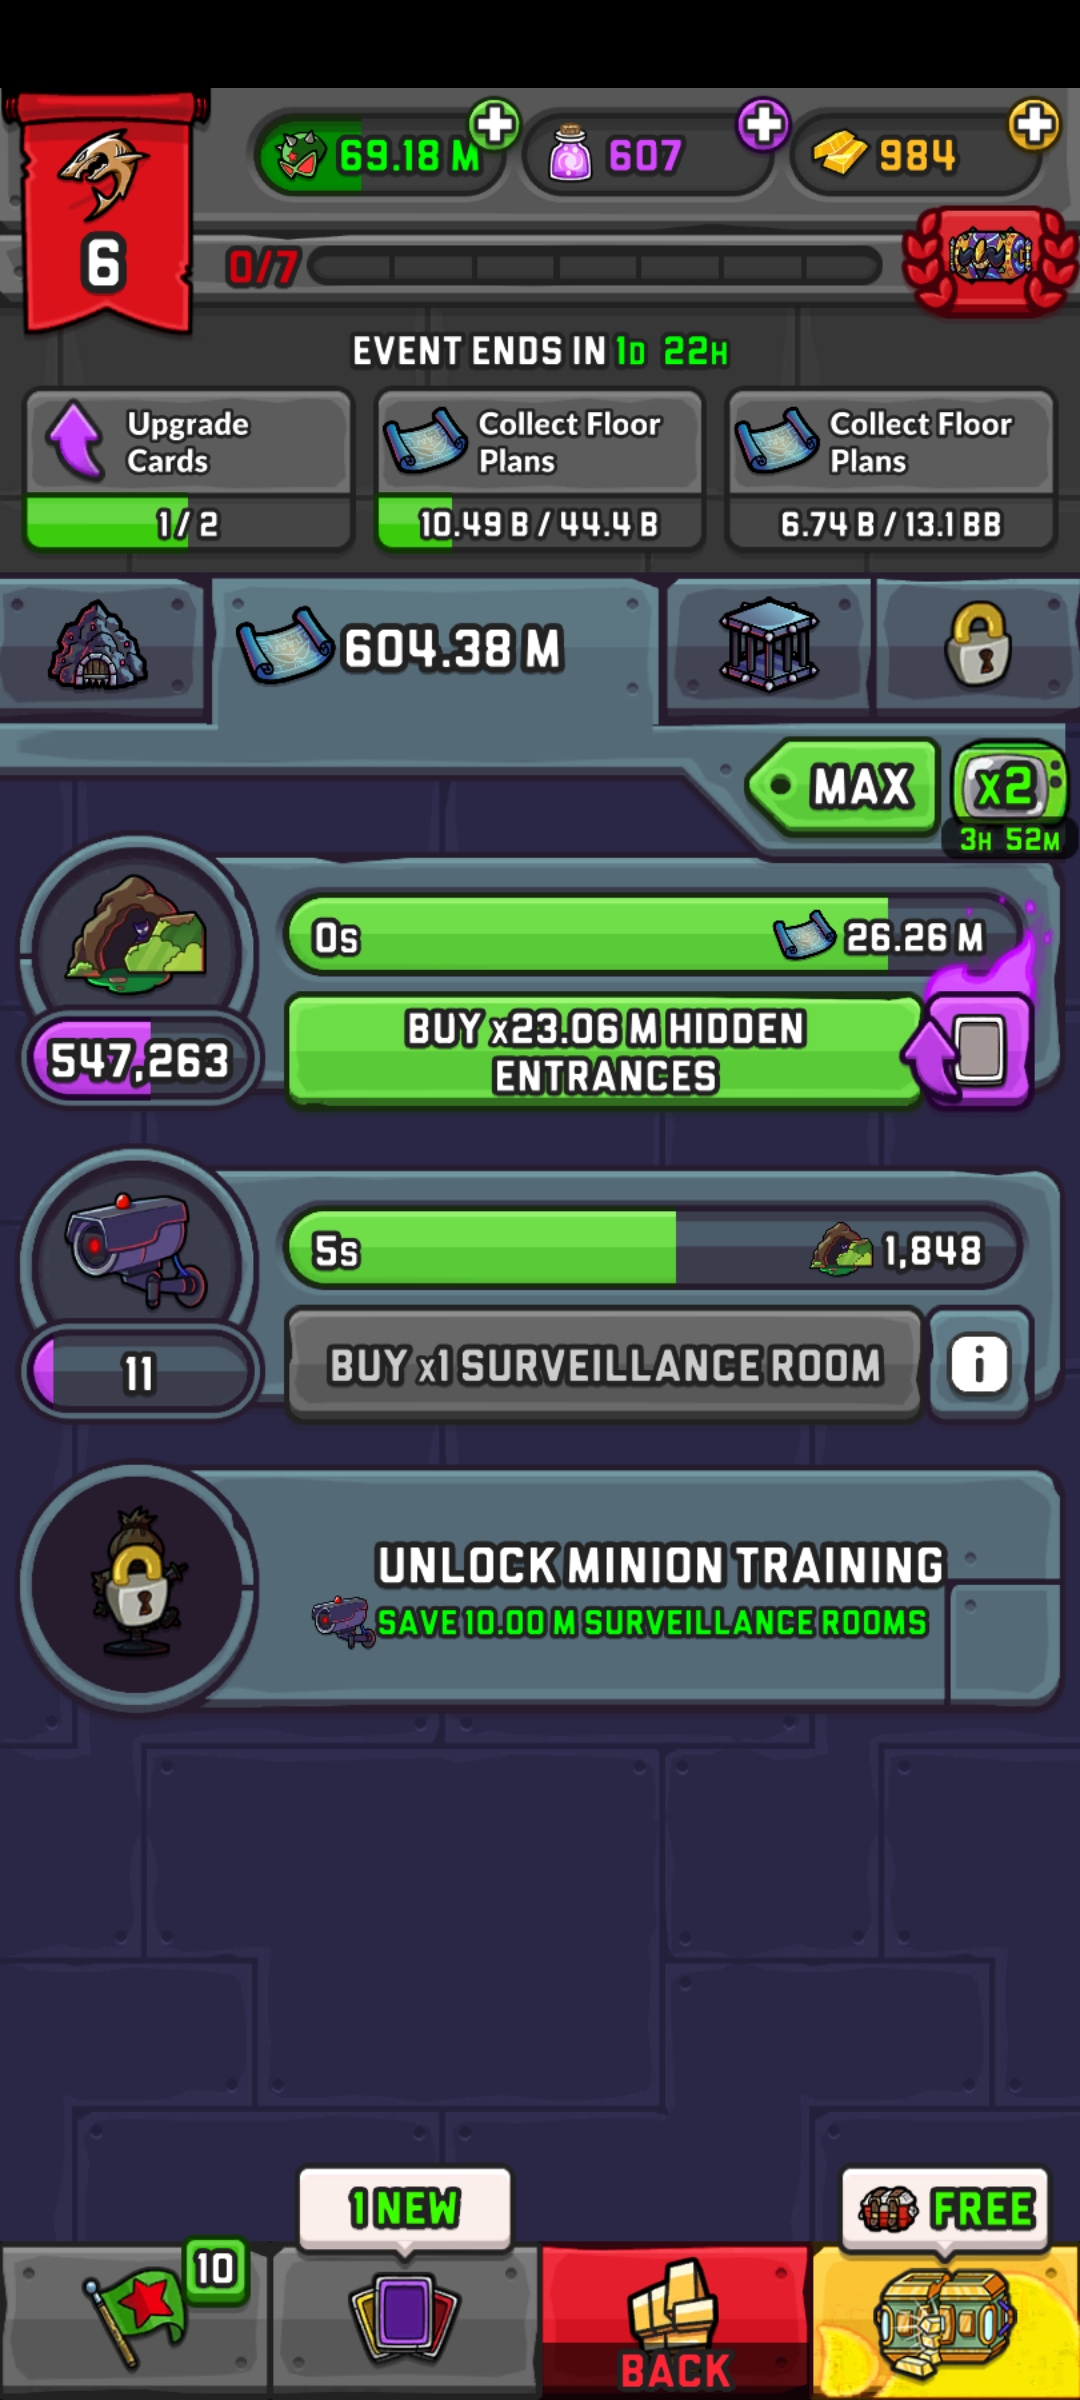 69.18 M
607
984
6
0/7
EVENT ENDS IN 1D 22H
Upgrade
Cards
1 / 2
Collect Floor
Plans
10.49 B / 44.4 B
Collect Floor
Plans
6.74 B / 13.1 BB
604.38 M
MAX
x2
3H 52M
0s
26.26 M
547,263
BUY x23.06 M HIDDEN
ENTRANCES
5s
1,848
11
BUY x1 SURVEILLANCE ROOM
i
UNLOCK MINION TRAINING
SAVE 10.00 M SURVEILLANCE ROOMS
10
1 NEW
BACK
FREE